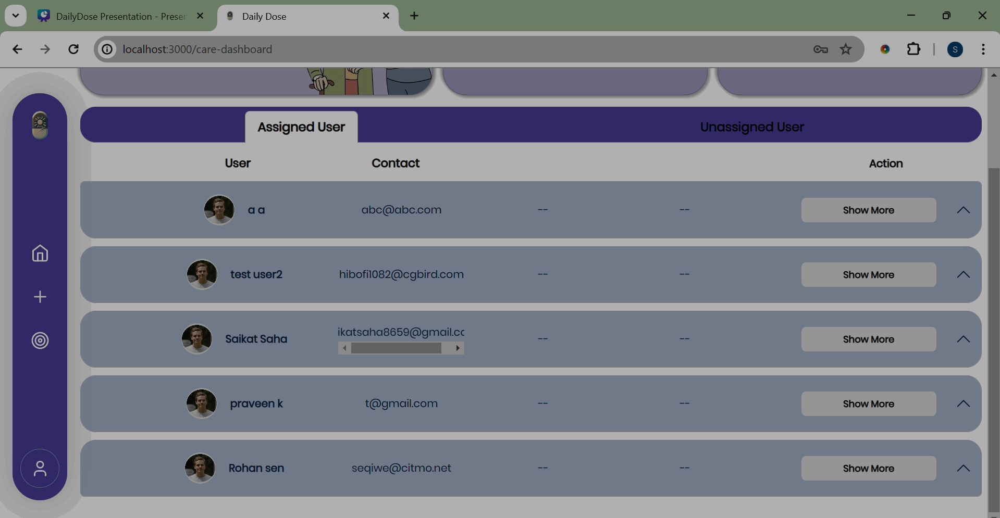 DailyDose Presentation - Preser
Daily Dose
localhost:3000/care-dashboard
S
Assigned User
Unassigned User
User
Contact
Action
a a
abc@abc.com
--
--
Show More
test user2
hibofi1082@cgbird.com
--
--
Show More
Saikat Saha
ikatsaha8659@gmail.cc
--
--
Show More
praveen k
t@gmail.com
--
--
Show More
Rohan sen
seqiwe@citmo.net
--
--
Show More